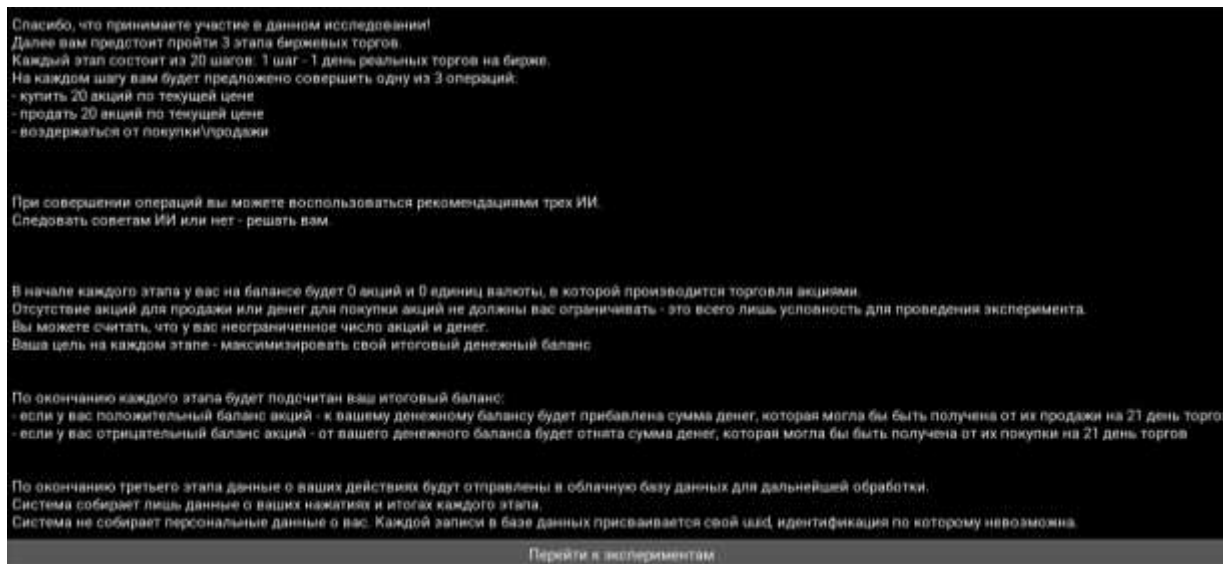 Спасибо, что принимаете участие в данном исследовании!
Далее вам предстоит пройти 3 этапа биржевых торгов.
Каждый этап состоит из 20 шагов: 1 шаг - 1 день реальных торгов на бирже.
На каждом шагу вам будет предложено совершить одну из 3 операций:
- купить 20 акций по текущей цене
- продать 20 акций по текущей цене
- воздержаться от покупки\продажи
При совершении операций вы можете воспользоваться рекомендациями трех ИИ.
Следовать советам ИИ или нет - решать вам.
В начале каждого этапа у вас на балансе будет 0 акций и 0 единиц валюты, в которой производится торговля акциями.
Отсутствие акций для продажи или денег для покупки акций не должны вас ограничивать - это всего лишь условность для проведения эксперимента.
Вы можете считать, что у вас неограниченное число акций и денег.
Ваша цель на каждом этапе - максимизировать свой итоговый денежный баланс
По окончанию каждого этапа будет подсчитан ваш итоговый баланс:
- если у вас положительный баланс акций - к вашему денежному балансу будет прибавлена сумма денег, которая могла бы быть получена от их продажи на 21 день торго
- если у вас отрицательный баланс акций - от вашего денежного баланса будет отнята сумма денег, которая могла бы быть получена от их покупки на 21 день торгов
По окончанию третьего этапа данные о ваших действиях будут отправлены в облачную базу данных для дальнейшей обработки.
Система собирает лишь данные о ваших нажатиях и итогах каждого этапа.
Система не собирает персональные данные о вас. Каждой записи в базе данных присваивается свой uuid, идентификация по которому невозможна.
Перейти к экспериментам